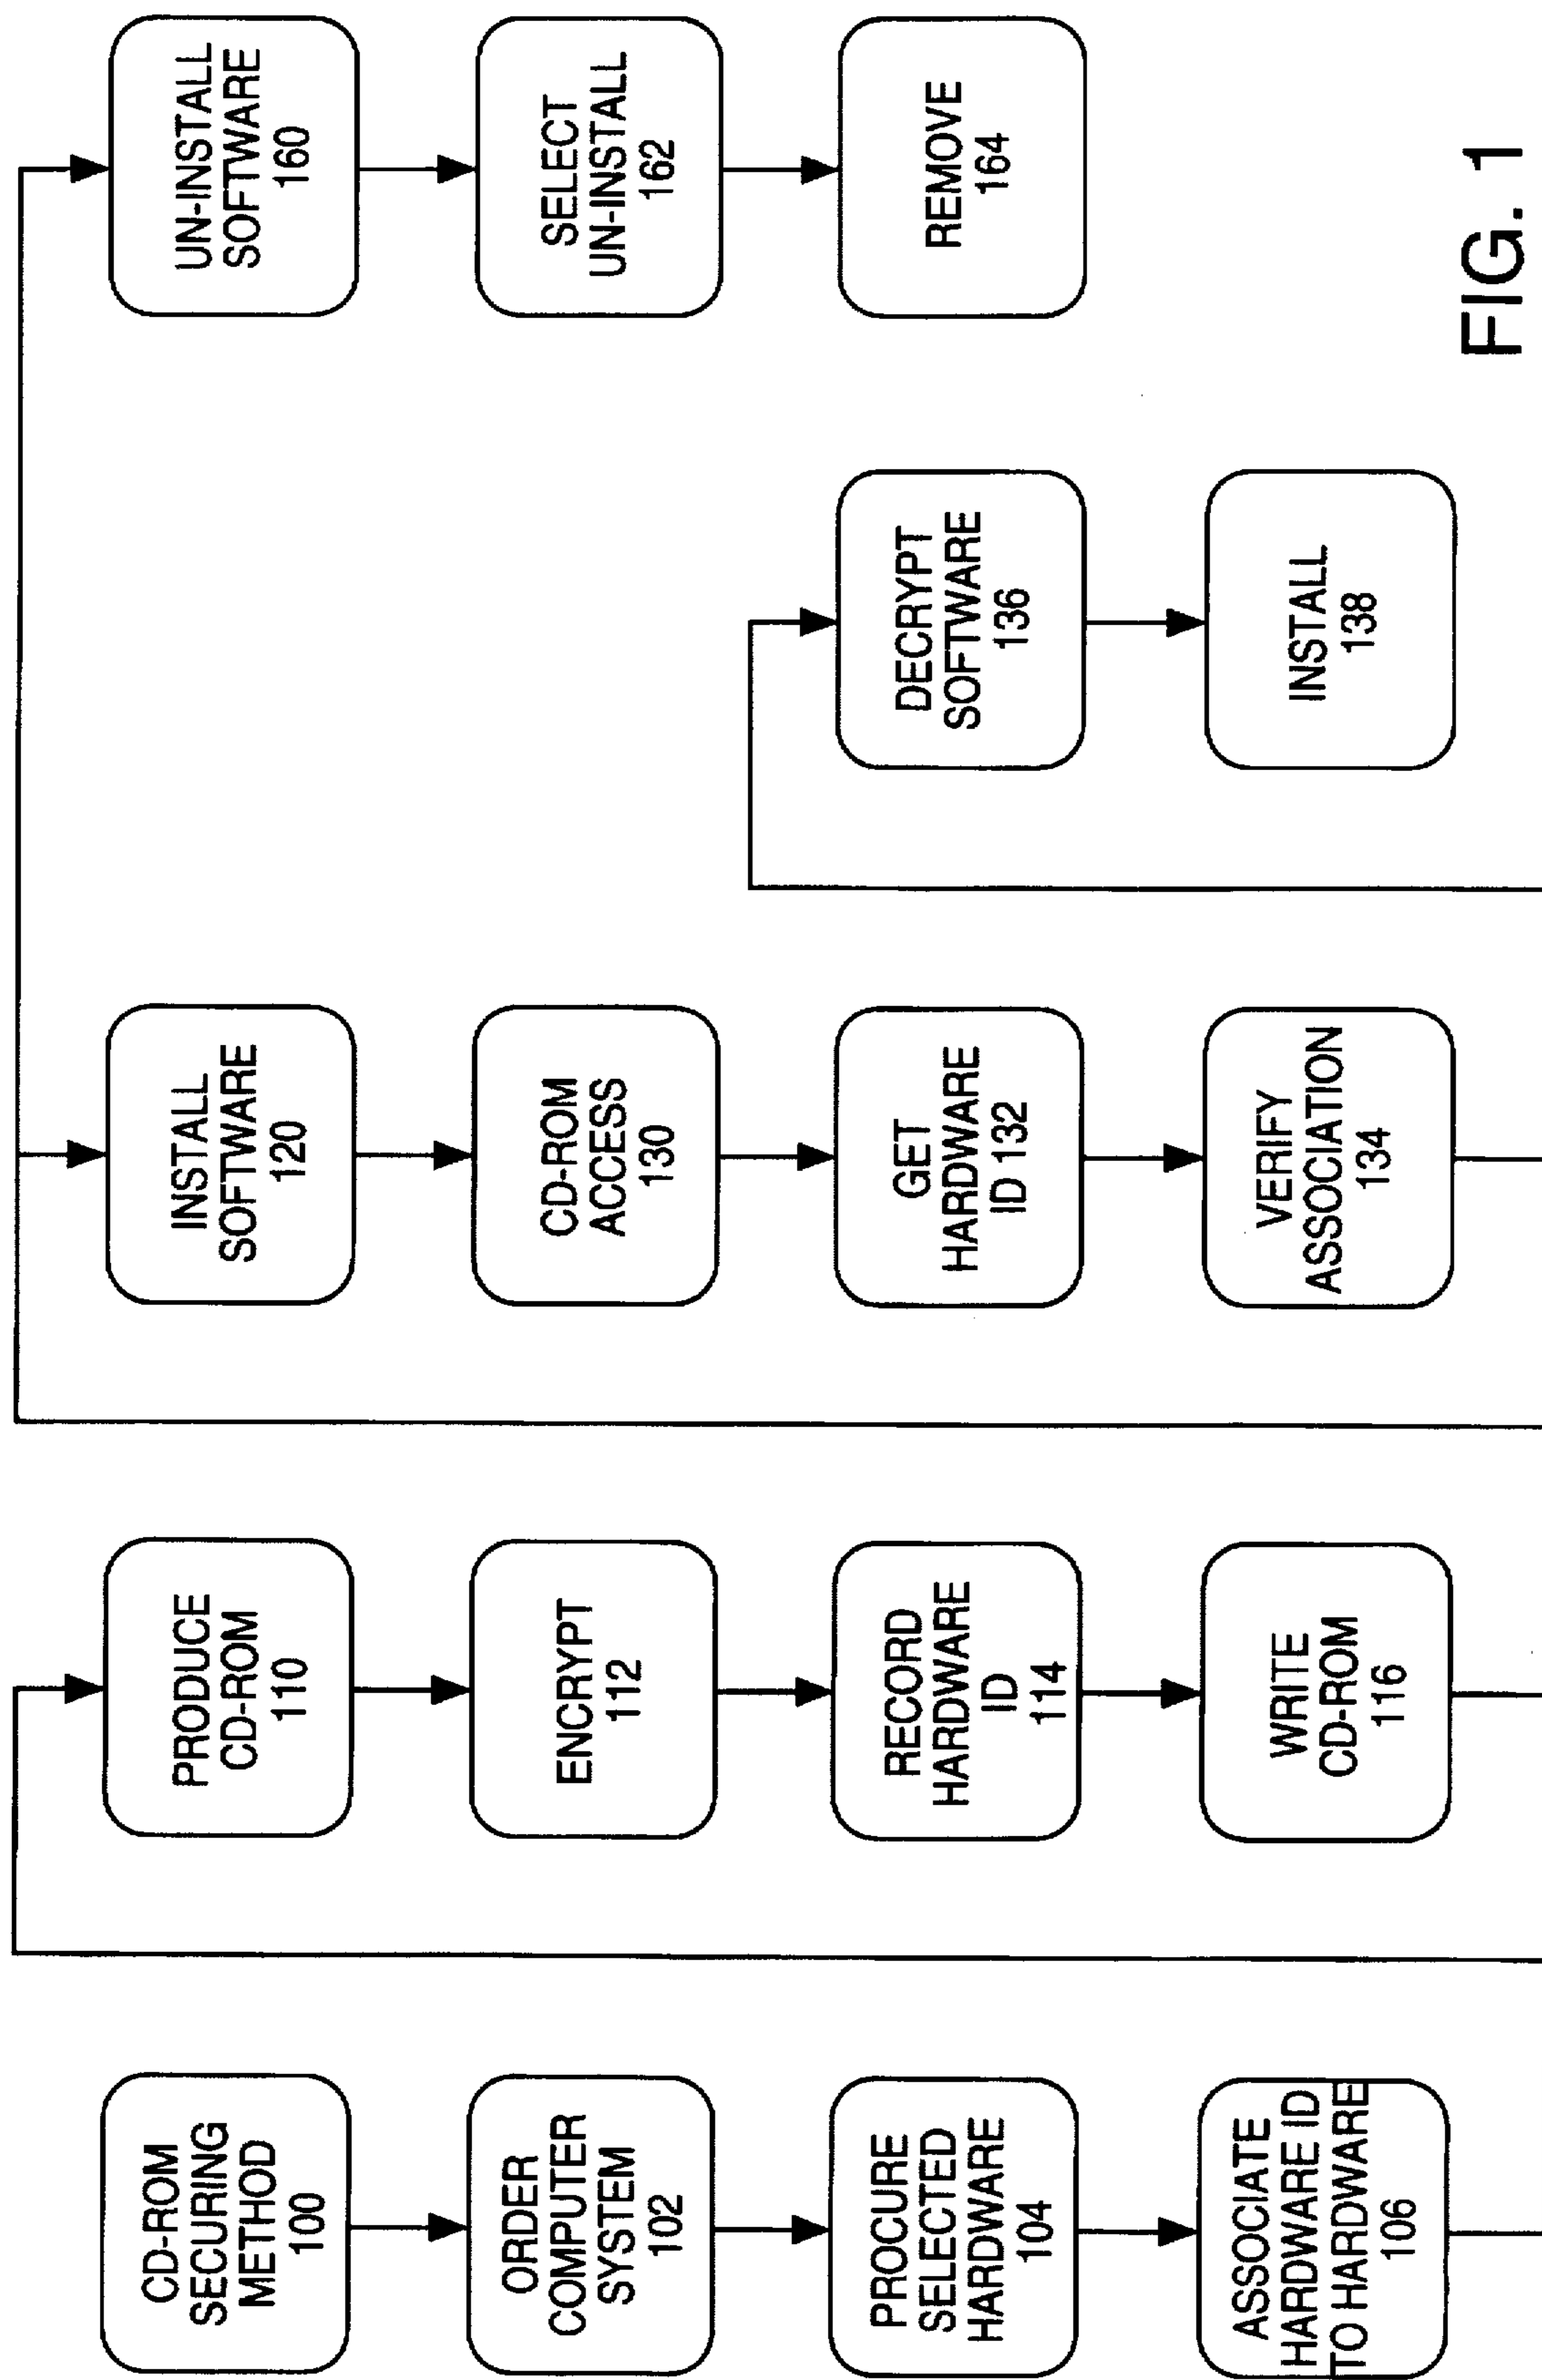 CD-ROM
SECURING
METHOD
100
ORDER
COMPUTER
SYSTEM
102
PROCURE
SELECTED
HARDWARE
104
ASSOCIATE
HARDWARE ID
TO HARDWARE
106
PRODUCE
CD-ROM
110
ENCRYPT
112
RECORD
HARDWARE
ID
114
WRITE
CD-ROM
116
INSTALL
SOFTWARE
120
CD-ROM
ACCESS
130
GET
HARDWARE
ID 132
VERIFY
ASSOCIATION
134
DECRYPT
SOFTWARE
136
INSTALL
138
UN-INSTALL
SOFTWARE
160
SELECT
UN-INSTALL
162
REMOVE
164
FIG. 1